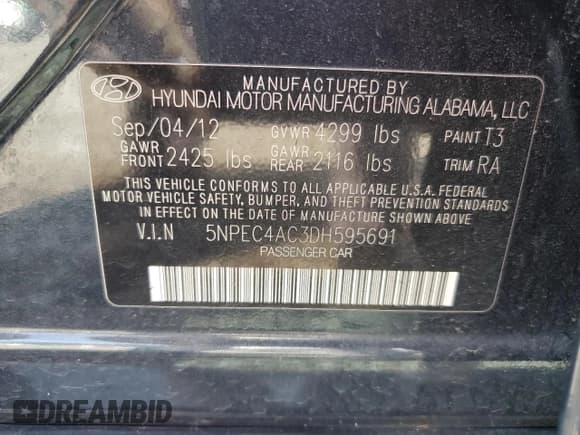 MANUFACTURED BY
HYUNDAI MOTOR MANUFACTURING ALABAMA, LLC
Sep/04/12 GVWR 4299 lbs PAINT T3
GAWR FRONT 2425 lbs GAWR REAR 2116 lbs TRIM RA
THIS VEHICLE CONFORMS TO ALL APPLICABLE U.S.A. FEDERAL
MOTOR VEHICLE SAFETY, BUMPER, AND THEFT PREVENTION STANDARDS
IN EFFECT ON THE DATE OF MANUFACTURE SHOWN ABOVE
V.I.N 5NPEC4AC3DH595691
PASSENGER CAR
DREAMBID